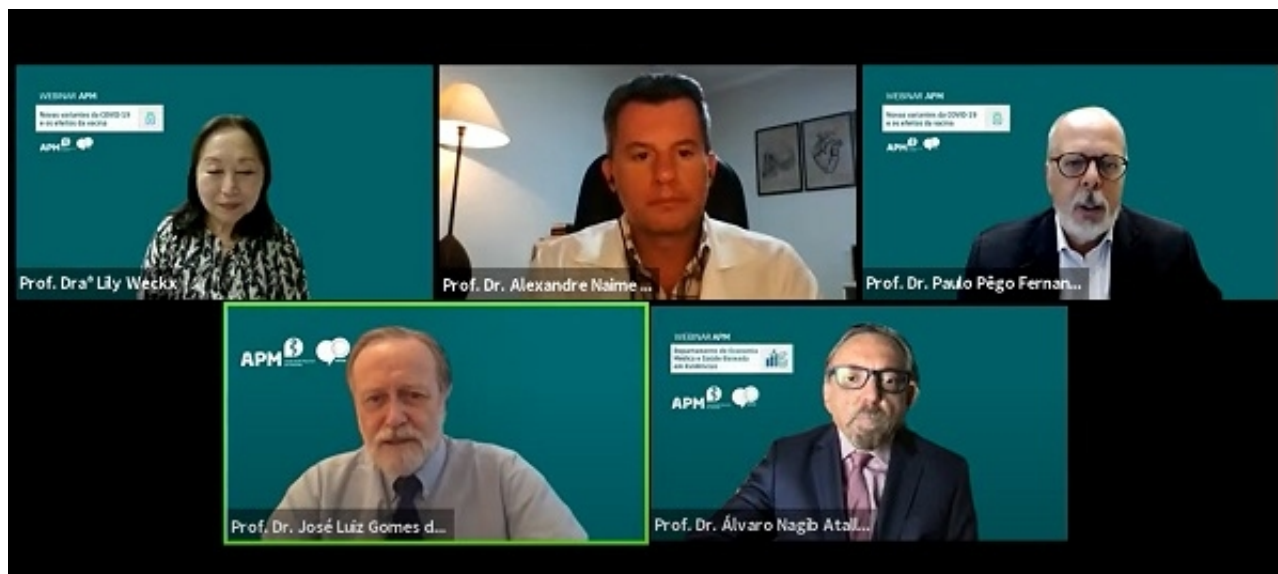 WEBINAR APM
Novas variantes da COVID-19
e os efeitos da vacina
APM
Prof. Draª Lily Weckx
Prof. Dr. Alexandre Naime ...
WEBINAR APM
Novas variantes da COVID-19
e os efeitos da vacina
APM
Prof. Dr. Paulo Pêgo Fernan...
APM
Prof. Dr. José Luiz Gomes d...
WEBINAR APM
Departamento de Economia
Médica e Saúde Baseada
em Evidências
APM
Prof. Dr. Álvaro Nagib Atall...